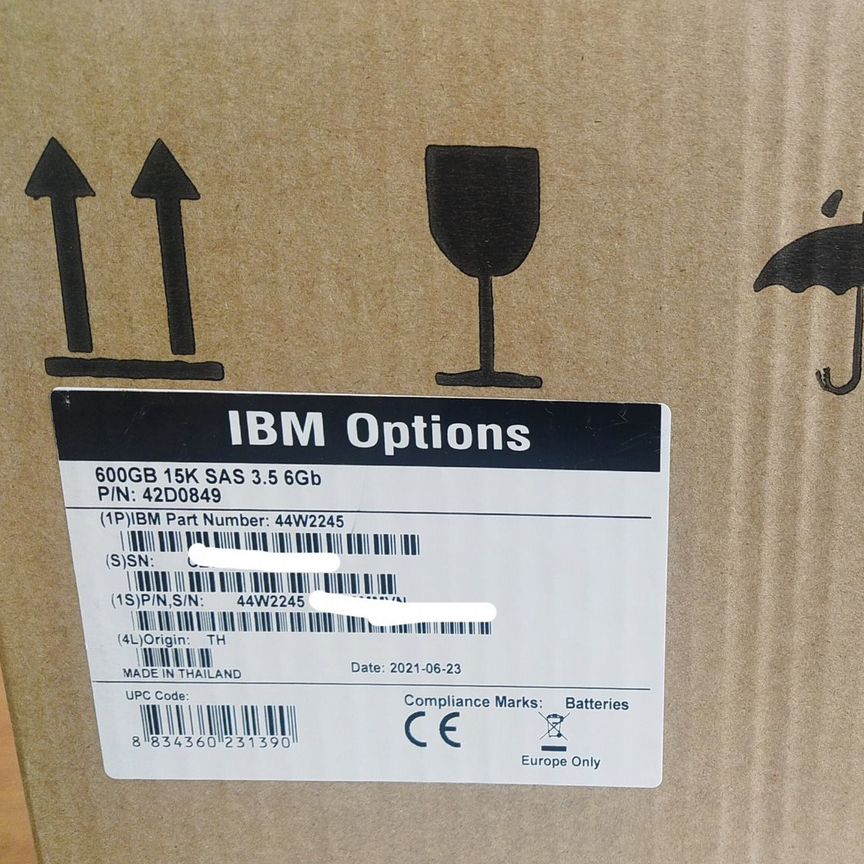 IBM Options
600GB 15K SAS 3.5 6Gb
P/N: 42D0849
(1P)IBM Part Number: 44W2245
(S)SN:
(1S)P/N,S/N: 44W2245
(4L)Origin: TH
MADE IN THAILAND
Date: 2021-06-23
UPC Code:
8 834360 231390
Compliance Marks: Batteries
CE
Europe Only